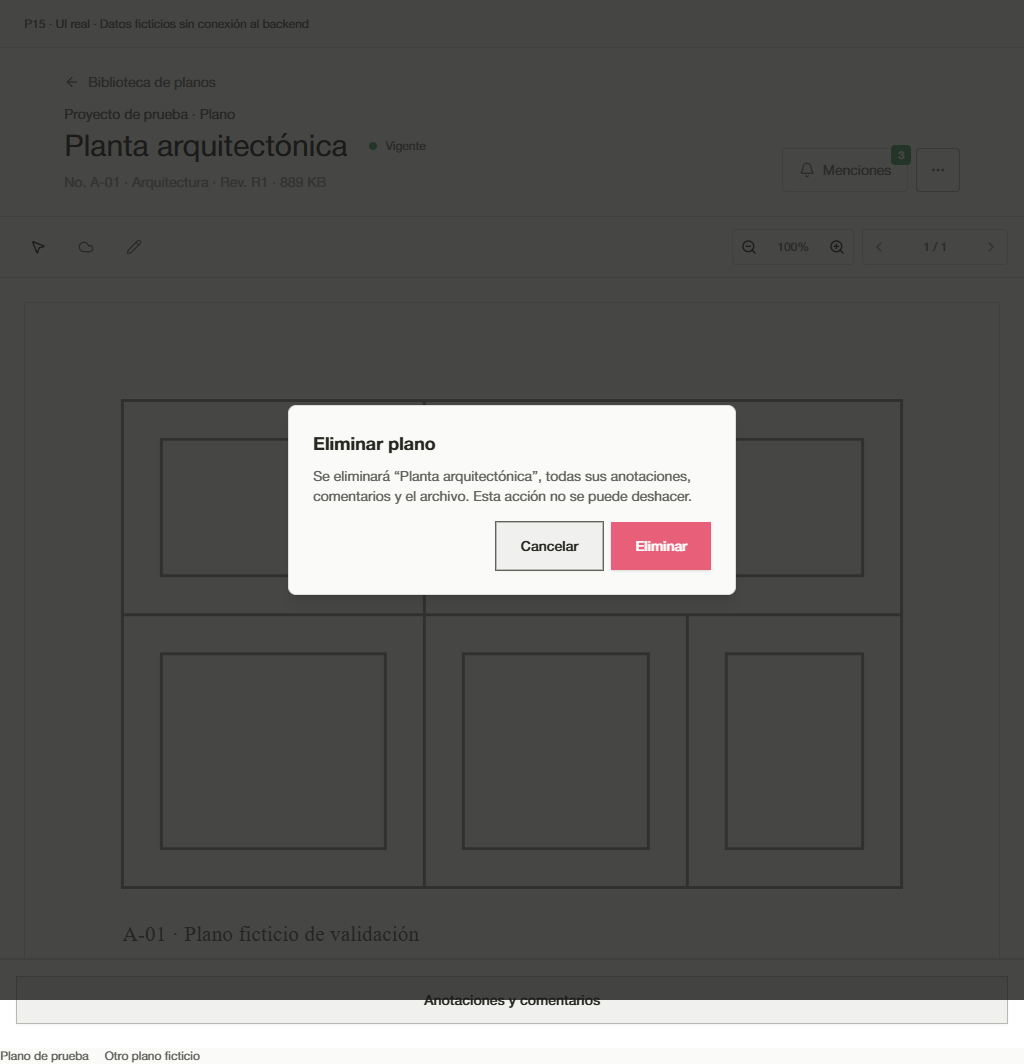 P15 · UI real · Datos ficticios sin conexión al backend
Biblioteca de planos
Proyecto de prueba · Plano
Planta arquitectónica
Vigente
No. A-01 · Arquitectura · Rev. R1 · 889 KB
Menciones
3
100%
1 / 1
Eliminar plano
Se eliminará “Planta arquitectónica”, todas sus anotaciones,
comentarios y el archivo. Esta acción no se puede deshacer.
Cancelar
Eliminar
A-01 · Plano ficticio de validación
Anotaciones y comentarios
Plano de prueba
Otro plano ficticio